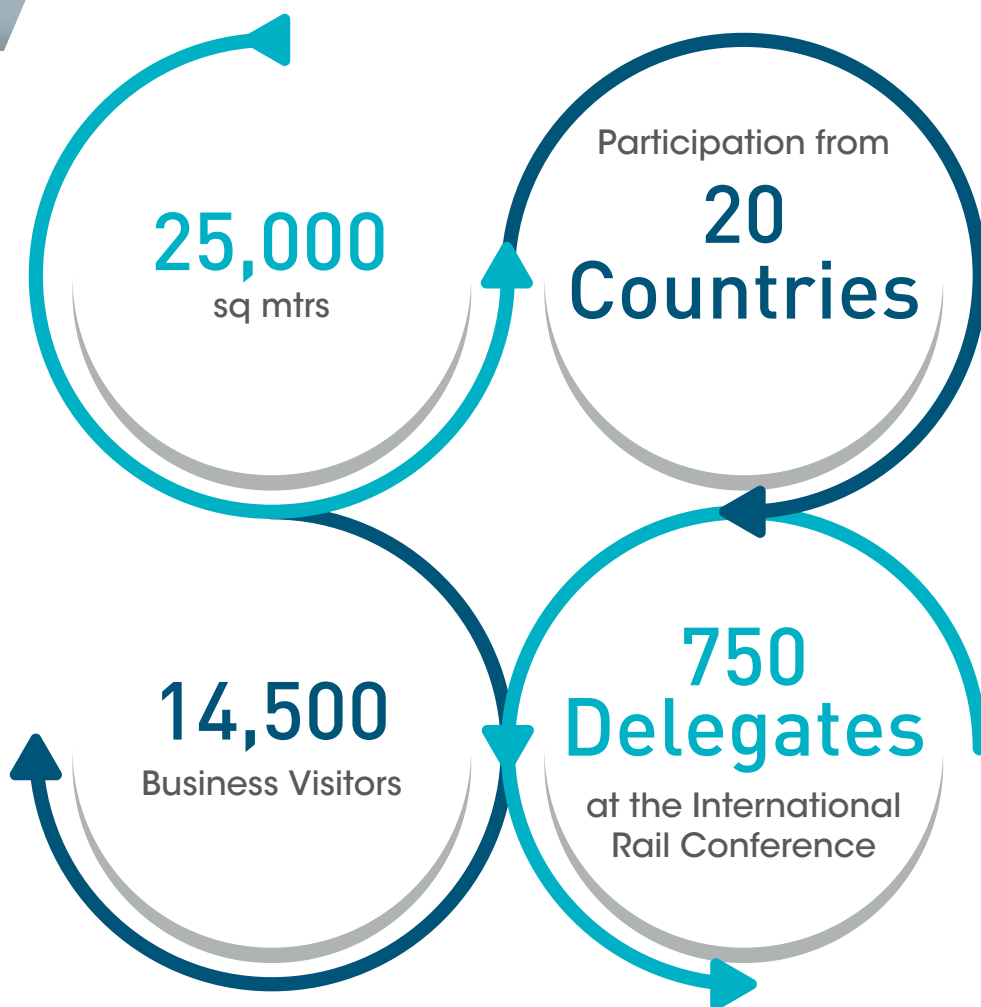 25,000
sq mtrs
Participation from
20
Countries
14,500
Business Visitors
750
Delegates
at the International
Rail Conference